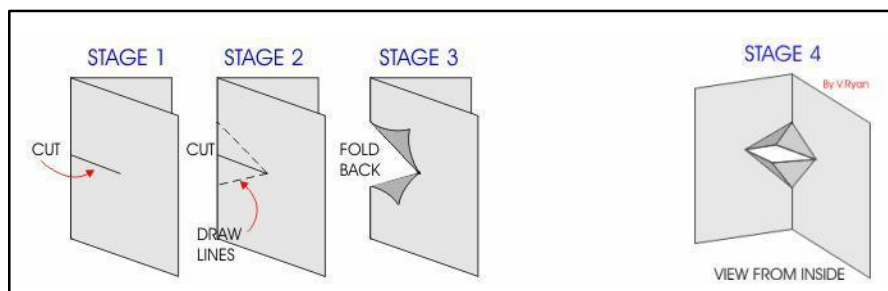 STAGE 1
STAGE 2
STAGE 3
STAGE 4
By V.Ryan
CUT
CUT
FOLD
BACK
DRAW
LINES
VIEW FROM INSIDE